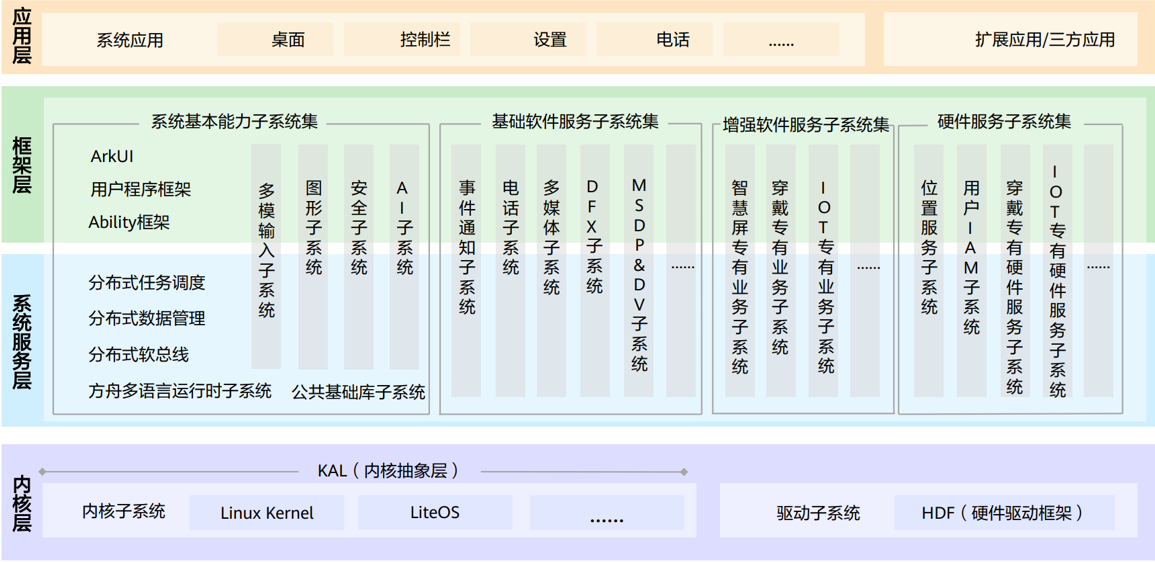 应用层
系统应用
桌面
控制栏
设置
电话
......
扩展应用/三方应用
框架层
系统服务层
系统基本能力子系统集
ArkUI
用户程序框架
Ability框架
分布式任务调度
分布式数据管理
分布式软总线
方舟多语言运行时子系统
公共基础库子系统
多模输入子系统
图形子系统
安全子系统
AI子系统
基础软件服务子系统集
事件通知子系统
电话子系统
多媒体子系统
DFX子系统
MSDP&DV子系统
......
增强软件服务子系统集
智慧屏专有业务子系统
穿戴专有业务子系统
IOT专有业务子系统
......
硬件服务子系统集
位置服务子系统
用户IAM子系统
穿戴专有硬件服务子系统
IOT专有硬件服务子系统
......
内核层
KAL（内核抽象层）
内核子系统
Linux Kernel
LiteOS
......
驱动子系统
HDF（硬件驱动框架）